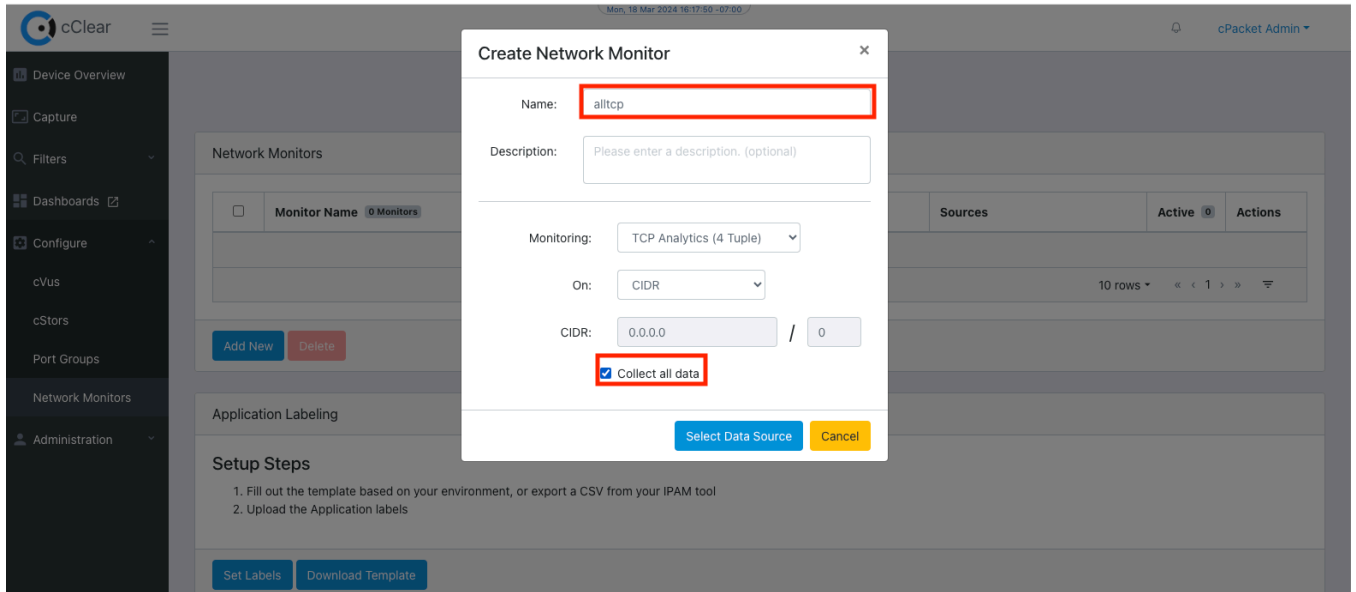 Mon, 18 Mar 2024 16:17:50 -07:00
cClear
cPacket Admin
Device Overview
Capture
Filters
Dashboards
Configure
cVus
cStors
Port Groups
Network Monitors
Administration
Network Monitors
Monitor Name 0 Monitors Sources Active 0 Actions
10 rows « ‹ 1 › »
Add New Delete
Application Labeling
Setup Steps
1. Fill out the template based on your environment, or export a CSV from your IPAM tool
2. Upload the Application labels
Set Labels Download Template
Create Network Monitor ×
Name: alltcp
Description: Please enter a description. (optional)
Monitoring: TCP Analytics (4 Tuple)
On: CIDR
CIDR: 0.0.0.0 / 0
Collect all data
Select Data Source Cancel